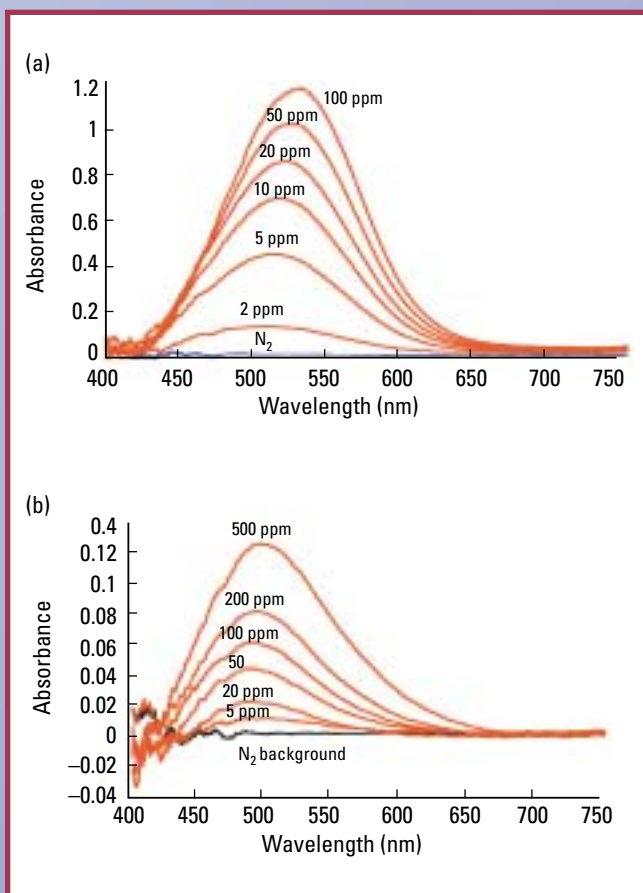 (a)
1.2
1
0.8
0.6
0.4
0.2
0
Absorbance
100 ppm
50 ppm
20 ppm
10 ppm
5 ppm
2 ppm
N₂
400 450 500 550 600 650 700 750
Wavelength (nm)
(b)
0.4
0.12
0.1
0.08
0.06
0.04
0.02
0
−0.02
−0.04
Absorbance
500 ppm
200 ppm
100 ppm
50
20 ppm
5 ppm
N₂ background
400 450 500 550 600 650 700 750
Wavelength (nm)